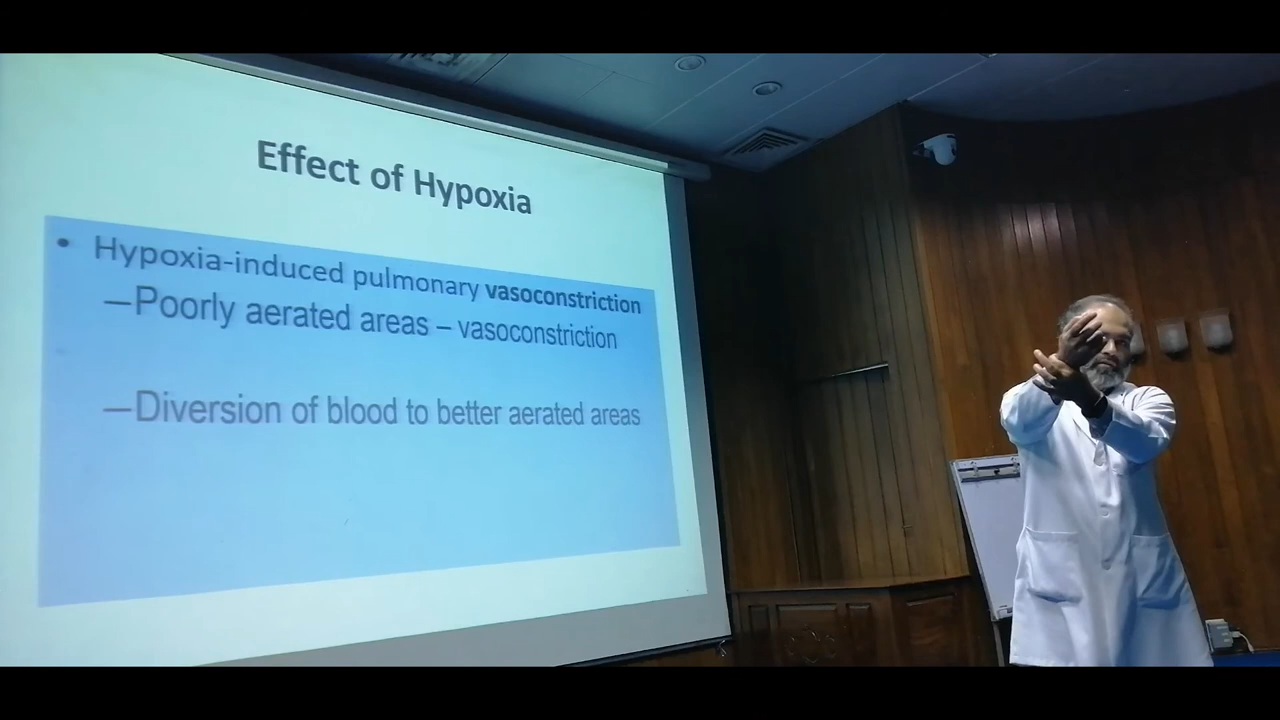 Effect of Hypoxia
• Hypoxia-induced pulmonary vasoconstriction
—Poorly aerated areas – vasoconstriction
—Diversion of blood to better aerated areas